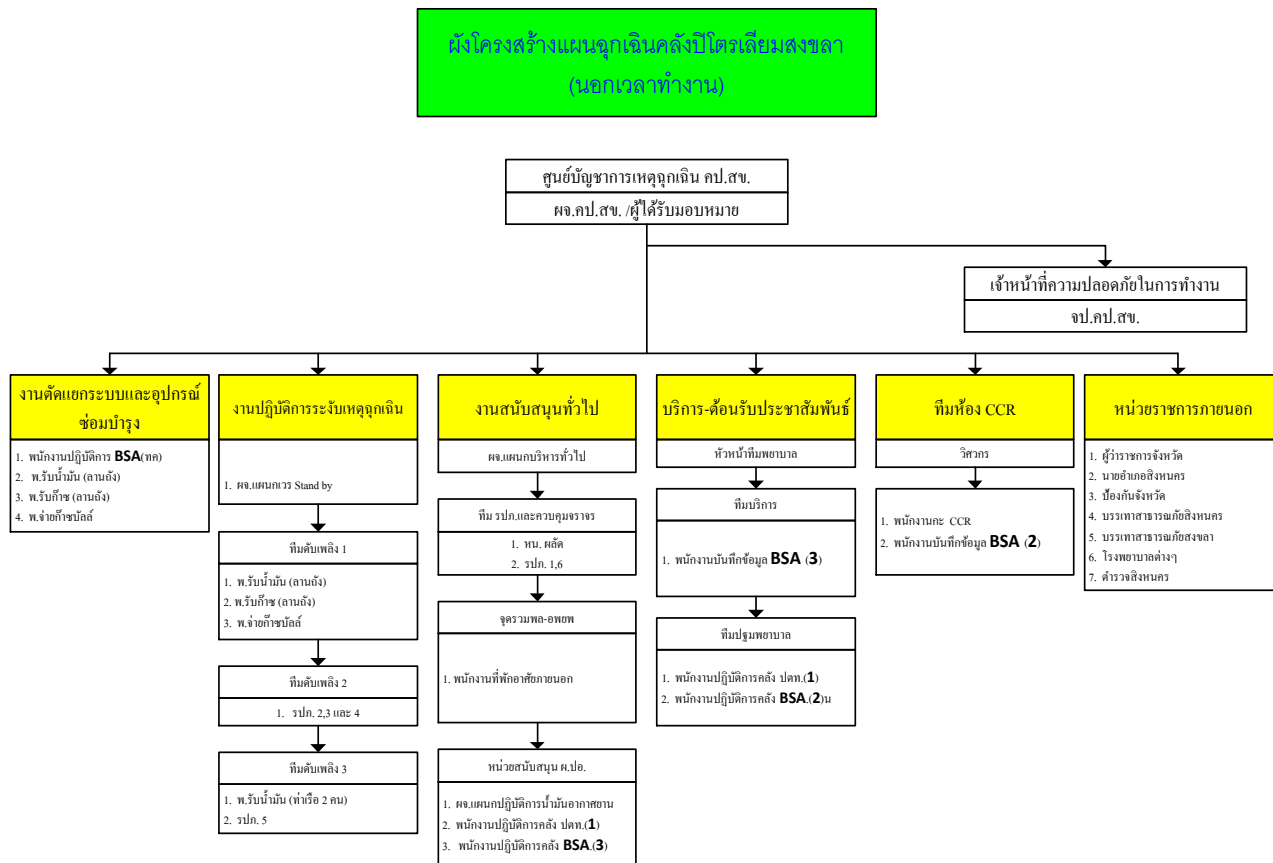 ผังโครงสร้างแผนฉุกเฉินคลังปิโตรเลียมสงขลา
(นอกเวลาทำงาน)
ศูนย์บัญชาการเหตุฉุกเฉิน คป.สข.
ผจ.คป.สข. /ผู้ได้รับมอบหมาย
เจ้าหน้าที่ความปลอดภัยในการทำงาน
จป.คป.สข.
งานตัดแยกระบบและอุปกรณ์
ซ่อมบำรุง
1. พนักงานปฏิบัติการ BSA(ทค)
2. พ.รับน้ำมัน (ลานถัง)
3. พ.รับก๊าซ (ลานถัง)
4. พ.จ่ายก๊าซบัลล์
งานปฏิบัติการระงับเหตุฉุกเฉิน
1. ผจ.แผนกเวร Stand by
ทีมดับเพลิง 1
1. พ.รับน้ำมัน (ลานถัง)
2. พ.รับก๊าซ (ลานถัง)
3. พ.จ่ายก๊าซบัลล์
ทีมดับเพลิง 2
1. รปภ. 2,3 และ 4
ทีมดับเพลิง 3
1. พ.รับน้ำมัน (ท่าเรือ 2 คน)
2. รปภ. 5
งานสนับสนุนทั่วไป
ผจ.แผนกบริหารทั่วไป
ทีม รปภ.และควบคุมจราจร
1. หน. ผลัด
2. รปภ. 1,6
จุดรวมพล-อพยพ
1. พนักงานที่พักอาศัยภายนอก
หน่วยสนับสนุน ผ.ปอ.
1. ผจ.แผนกปฏิบัติการน้ำมันอากาศยาน
2. พนักงานปฏิบัติการคลัง ปตท.(1)
3. พนักงานปฏิบัติการคลัง BSA.(3)
บริการ-ต้อนรับประชาสัมพันธ์
หัวหน้าทีมพยาบาล
ทีมบริการ
1. พนักงานบันทึกข้อมูล BSA (3)
ทีมปฐมพยาบาล
1. พนักงานปฏิบัติการคลัง ปตท.(1)
2. พนักงานปฏิบัติการคลัง BSA.(2)น
ทีมห้อง CCR
วิศวกร
1. พนักงานกะ CCR
2. พนักงานบันทึกข้อมูล BSA (2)
หน่วยราชการภายนอก
1. ผู้ว่าราชการจังหวัด
2. นายอำเภอสิงหนคร
3. ป้องกันจังหวัด
4. บรรเทาสาธารณภัยสิงหนคร
5. บรรเทาสาธารณภัยสงขลา
6. โรงพยาบาลต่างๆ
7. ตำรวจสิงหนคร